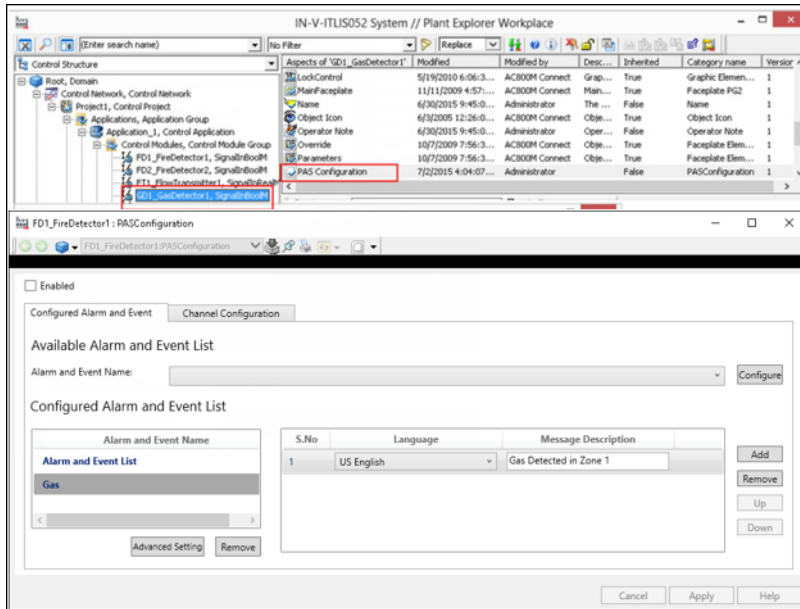 IN-V-ITLIS052 System // Plant Explorer Workplace
(Enter search name) No Filter Replace
Control Structure
Root, Domain
Control Network, Control Network
Project1, Control Project
Applications, Application Group
Application_1, Control Application
Control Modules, Control Module Group
FD1_FireDetector1, SignalInBoolM
FD2_FireDetector2, SignalInBoolM
FT1_FlowTransmitter1, SignalInRealM
GD1_GasDetector1, SignalInBoolM
Aspects of 'GD1_GasDetector1' Modified Modified by Desc... Inherited Category name Version
LockControl 5/19/2010 6:06:3... AC800M Connect Grap... True Graphic Elemen... 1
MainFaceplate 11/11/2009 4:57:... AC800M Connect Main... True Faceplate PG2 1
Name 6/30/2015 9:45:0... Administrator The ... False Name 1
Object Icon 6/3/2005 12:26:0... AC800M Connect Obje... True Object Icon 1
Operator Note 6/30/2015 9:45:0... Administrator Oper... False Operator Note 1
Override 10/7/2009 7:56:3... AC800M Connect Obje... True Faceplate Elem... 1
Parameters 10/7/2009 7:56:3... AC800M Connect Obje... True Faceplate Elem... 1
PAS Configuration 7/2/2015 4:04:07... Administrator False PASConfiguration 1
FD1_FireDetector1 : PASConfiguration
FD1_FireDetector1:PASConfiguration
Enabled
Configured Alarm and Event Channel Configuration
Available Alarm and Event List
Alarm and Event Name: Configure
Configured Alarm and Event List
Alarm and Event Name
Alarm and Event List
Gas
Advanced Setting Remove
S.No Language Message Description
1 US English Gas Detected in Zone 1
Add
Remove
Up
Down
Cancel Apply Help